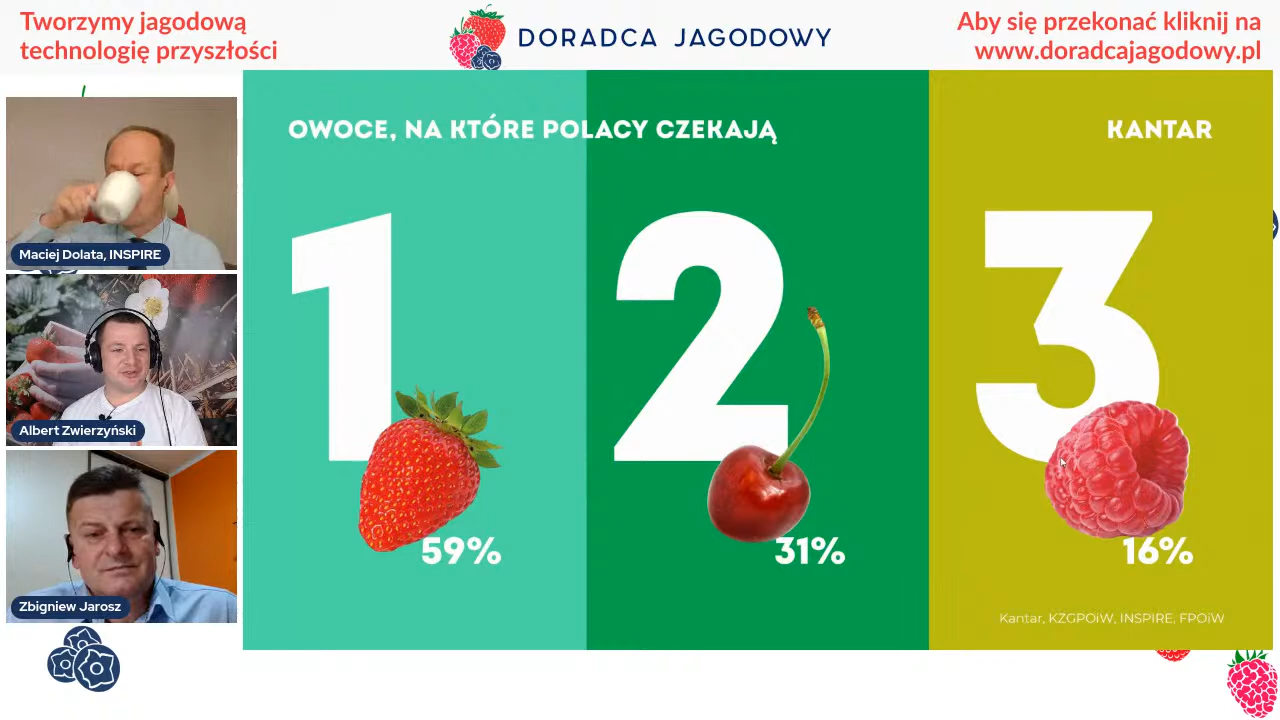 Tworzymy jagodową
technologię przyszłości
DORADCA JAGODOWY
Aby się przekonać kliknij na
www.doradcajagodowy.pl
Maciej Dolata, INSPIRE
Albert Zwierzyński
Zbigniew Jarosz
OWOCE, NA KTÓRE POLACY CZEKAJĄ
KANTAR
1
2
3
59%
31%
16%
Kantar, KZGPOiW, INSPIRE, FPOiW